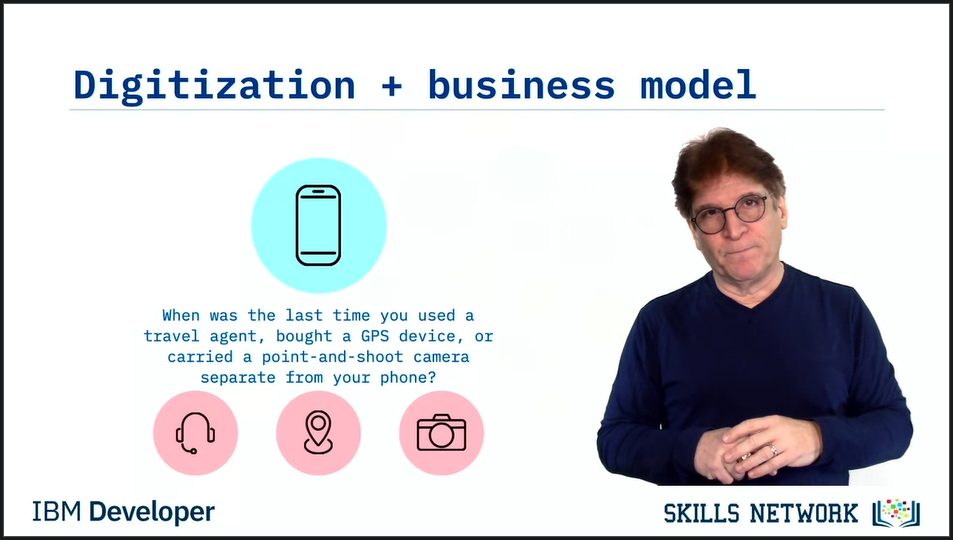 Digitization + business model
When was the last time you used a
travel agent, bought a GPS device, or
carried a point-and-shoot camera
separate from your phone?
IBM Developer
SKILLS NETWORK